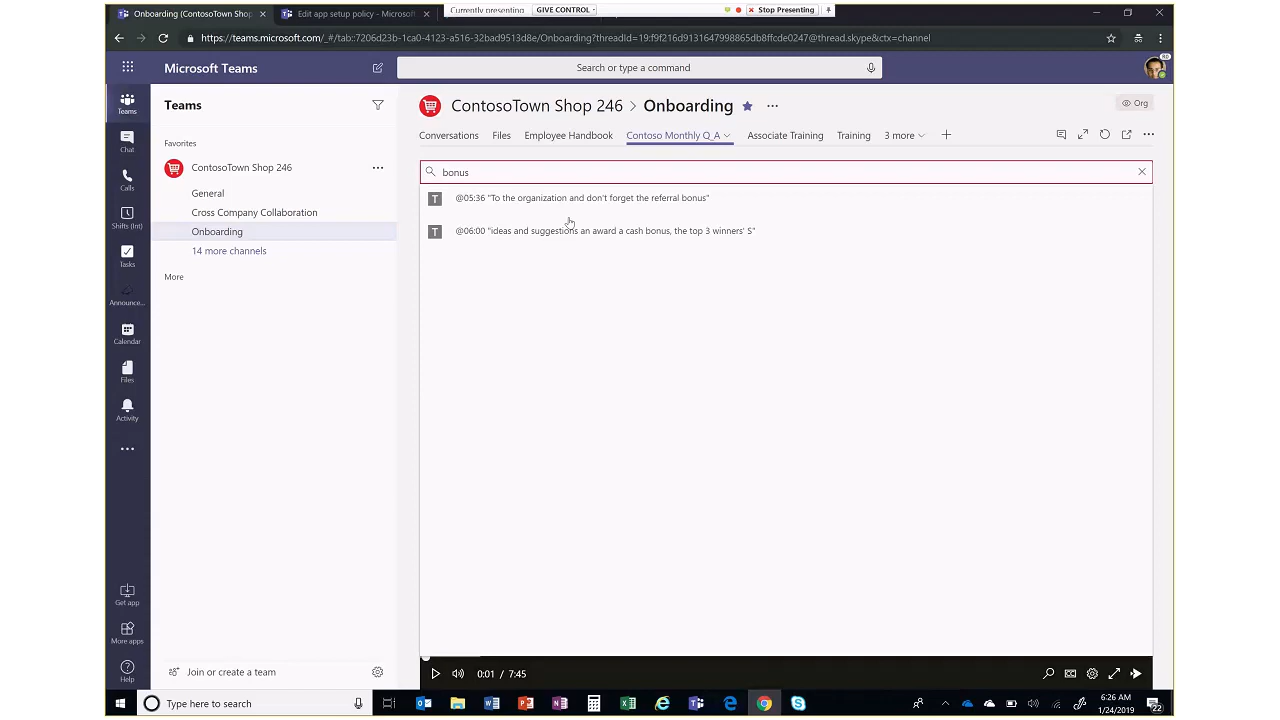 Onboarding (ContosoTown Shop
Edit app setup policy - Microsoft
Currently presenting
GIVE CONTROL
Stop Presenting
https://teams.microsoft.com/_#/tab::7206d23b-1ca0-4123-a516-32bad9513d8e/Onboarding?threadId=19:f9f216d9131647998865db8ffcde0247@thread.skype&ctx=channel
Microsoft Teams
Search or type a command
Teams
Chat
Calls
Shifts (Int)
Tasks
Announce...
Calendar
Files
Activity
Get app
More apps
Help
Teams
Favorites
ContosoTown Shop 246
General
Cross Company Collaboration
Onboarding
14 more channels
More
Join or create a team
ContosoTown Shop 246 > Onboarding
Org
Conversations Files Employee Handbook Contoso Monthly Q_A Associate Training Training 3 more
bonus
T @05:36 "To the organization and don't forget the referral bonus"
T @06:00 "ideas and suggestions an award a cash bonus, the top 3 winners' S"
0:01 / 7:45
Type here to search
6:26 AM
1/24/2019
22